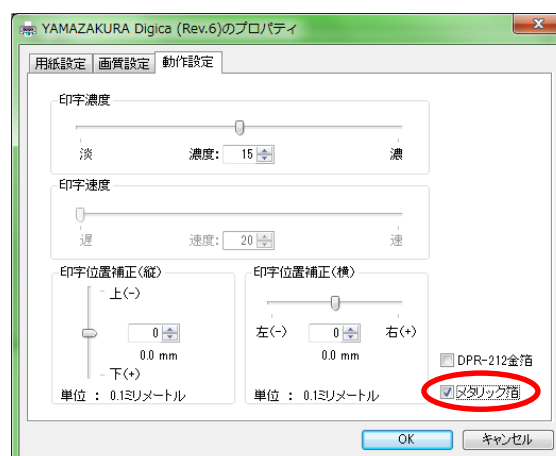 YAMAZAKURA Digica (Rev.6)のプロパティ
用紙設定 画質設定 動作設定
印字濃度
淡 濃度: 15 濃
印字速度
遅 速度: 20 速
印字位置補正(縦)
上(-)
0
0.0 mm
下(+)
単位 : 0.1ミリメートル
印字位置補正(横)
左(-) 0 右(+)
0.0 mm
単位 : 0.1ミリメートル
DPR-212金箔
メタリック箔
OK キャンセル